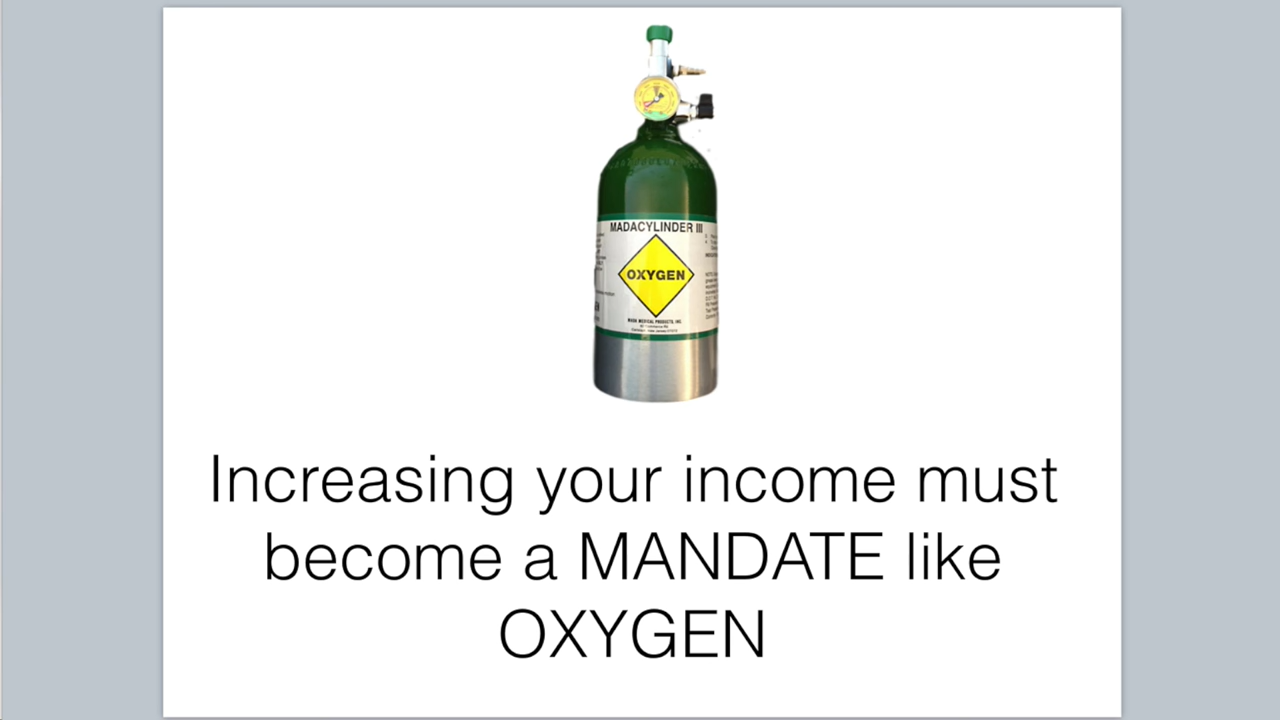 MADACYLINDER III
OXYGEN
Increasing your income must
become a MANDATE like
OXYGEN